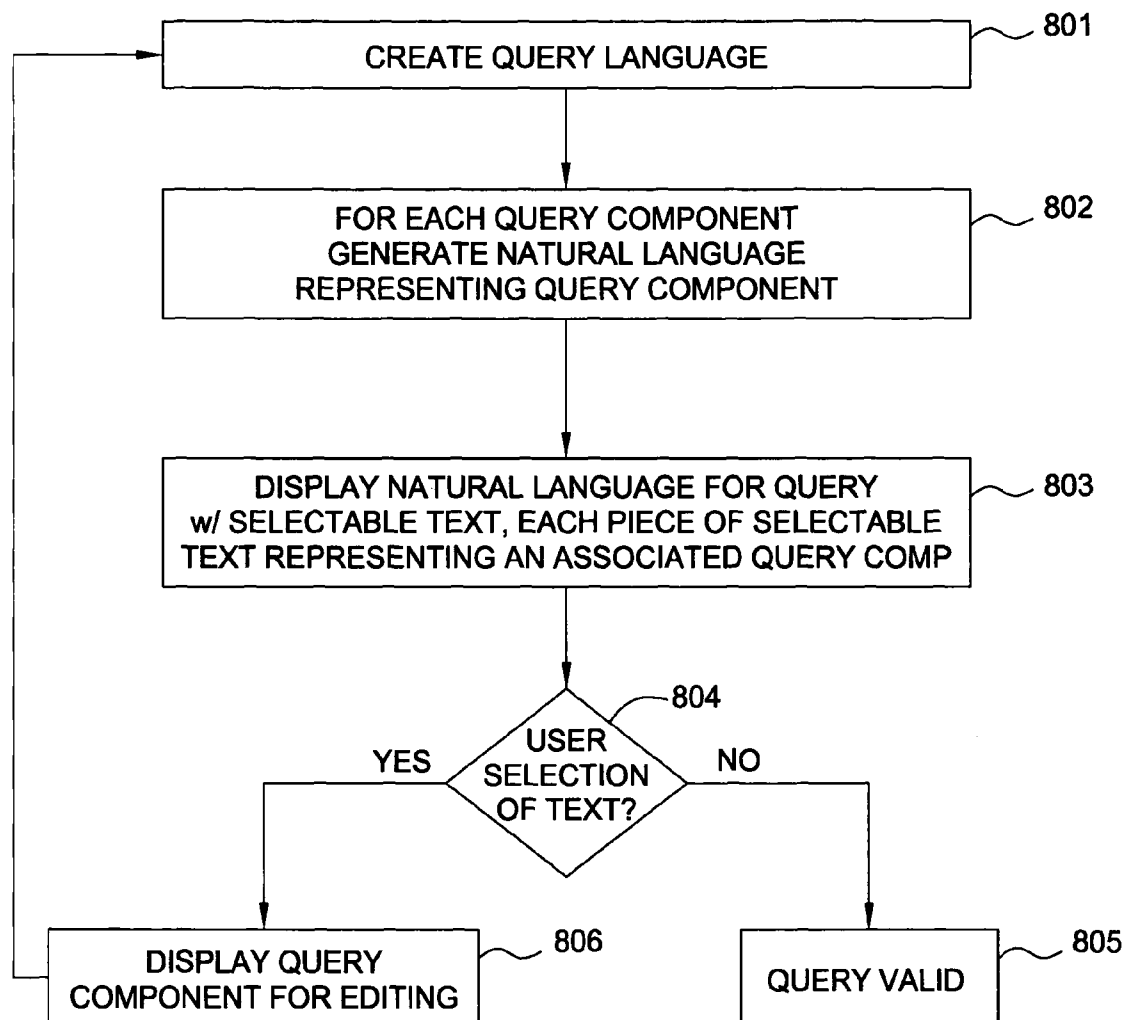 CREATE QUERY LANGUAGE
801
FOR EACH QUERY COMPONENT
GENERATE NATURAL LANGUAGE
REPRESENTING QUERY COMPONENT
802
DISPLAY NATURAL LANGUAGE FOR QUERY
w/ SELECTABLE TEXT, EACH PIECE OF SELECTABLE
TEXT REPRESENTING AN ASSOCIATED QUERY COMP
803
804
USER
SELECTION
OF TEXT?
YES
NO
DISPLAY QUERY
COMPONENT FOR EDITING
806
QUERY VALID
805